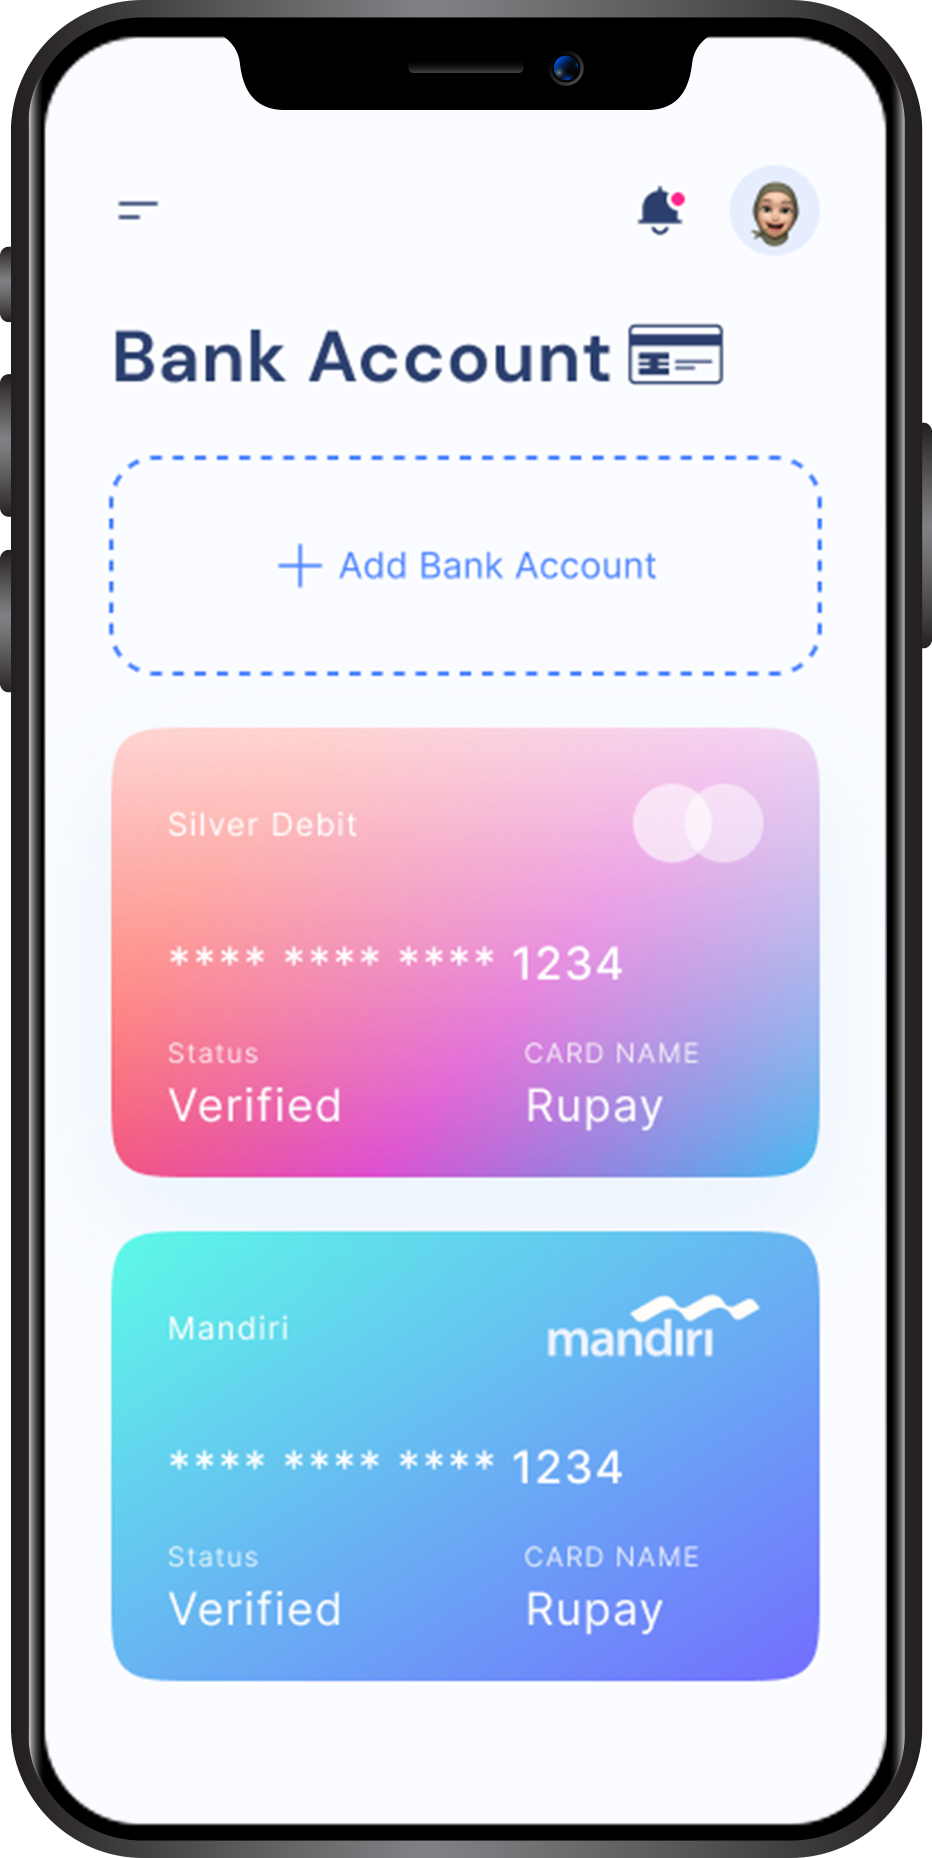 Bank Account
Add Bank Account
Silver Debit
**** **** **** 1234
Status CARD NAME
Verified Rupay
Mandiri mandırı
**** **** **** 1234
Status CARD NAME
Verified Rupay